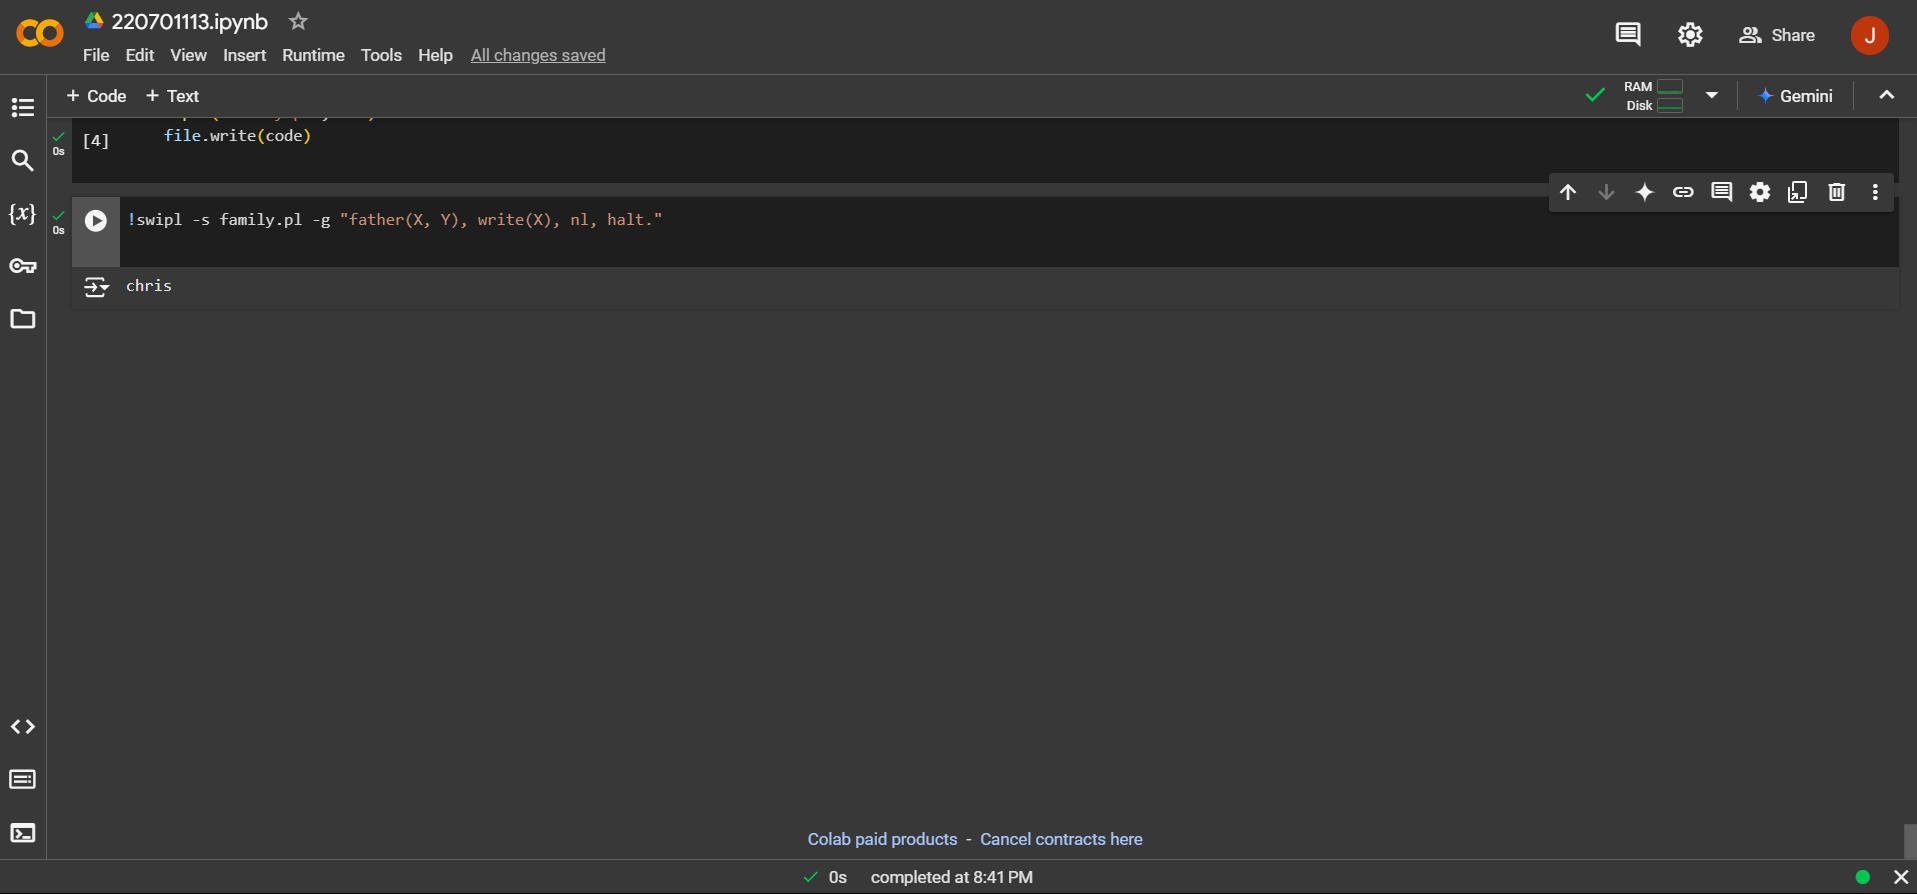 220701113.ipynb
File Edit View Insert Runtime Tools Help All changes saved
Share
J
+ Code + Text
RAM
Disk
Gemini
0s
[4]
file.write(code)
{x}
0s
!swipl -s family.pl -g "father(X, Y), write(X), nl, halt."
chris
Colab paid products - Cancel contracts here
0s completed at 8:41 PM